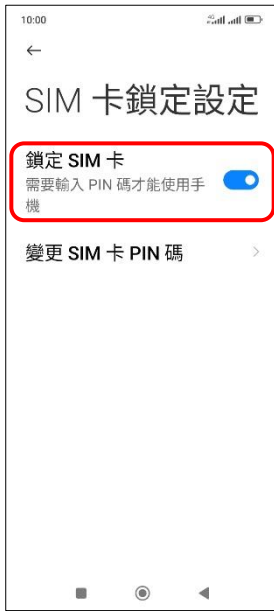 10:00
4G
SIM 卡鎖定設定
鎖定 SIM 卡
需要輸入 PIN 碼才能使用手
機
變更 SIM 卡 PIN 碼